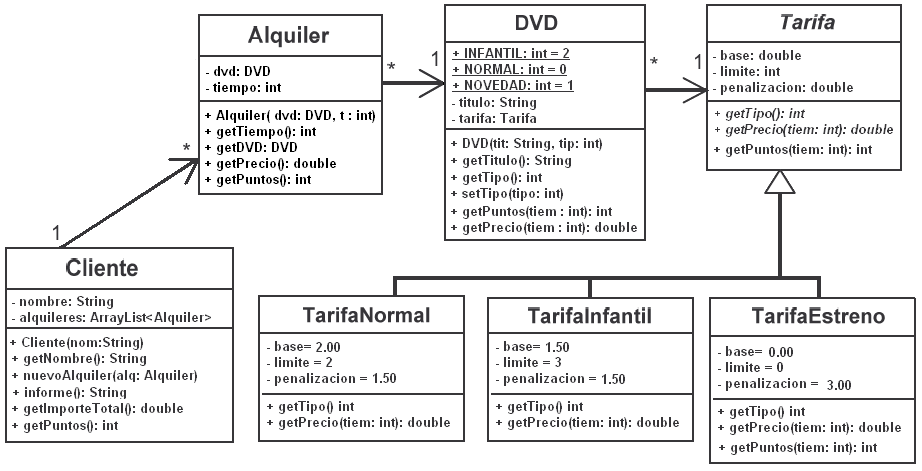 Alquiler
- dvd: DVD
- tiempo: int
+ Alquiler( dvd: DVD, t : int)
+ getTiempo(): int
+ getDVD: DVD
+ getPrecio(): double
+ getPuntos(): int
*
1
DVD
+ INFANTIL: int = 2
+ NORMAL: int = 0
+ NOVEDAD: int = 1
- titulo: String
- tarifa: Tarifa
+ DVD(tit: String, tip: int)
+ getTitulo(): String
+ getTipo(): int
+ setTipo(tipo: int)
+ getPuntos(tiem : int): int
+ getPrecio(tiem : int): double
*
1
Tarifa
- base: double
- limite: int
- penalizacion: double
+ getTipo(): int
+ getPrecio(tiem: int): double
+ getPuntos(tiem: int): int
*
1
Cliente
- nombre: String
- alquileres: ArrayList<Alquiler>
+ Cliente(nom:String)
+ getNombre(): String
+ nuevoAlquiler(alq: Alquiler)
+ informe(): String
+ getImporteTotal(): double
+ getPuntos(): int
TarifaNormal
- base=2.00
- limite = 2
- penalizacion = 1.50
+ getTipo() int
+ getPrecio(tiem: int): double
TarifaInfantil
- base= 1.50
- limite = 3
- penalizacion = 1.50
+ getTipo() int
+ getPrecio(tiem: int): double
TarifaEstreno
- base= 0.00
- limite = 0
- penalizacion = 3.00
+ getTipo() int
+ getPrecio(tiem: int): double
+ getPuntos(tiem: int): int